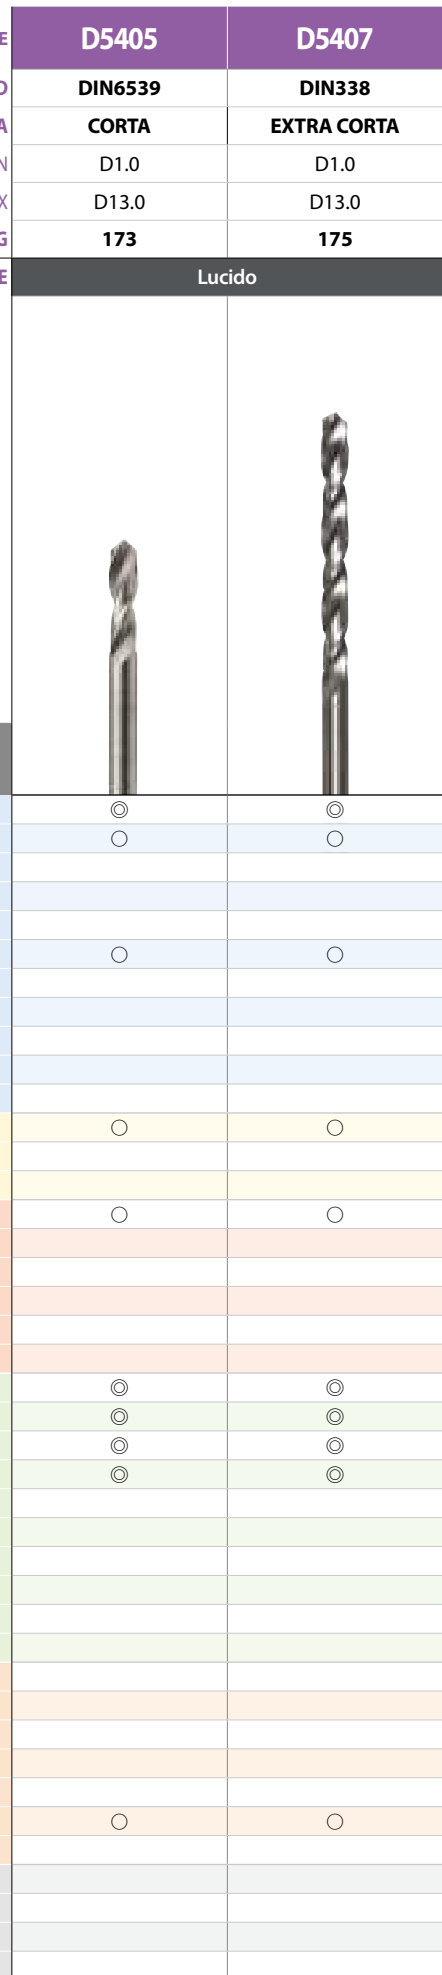 E D5405 D5407
D DIN6539 DIN338
A CORTA EXTRA CORTA
N D1.0 D1.0
X D13.0 D13.0
G 173 175
E Lucido
◎ ◎
○ ○
○ ○
○ ○
○ ○
◎ ◎
◎ ◎
◎ ◎
◎ ◎
○ ○